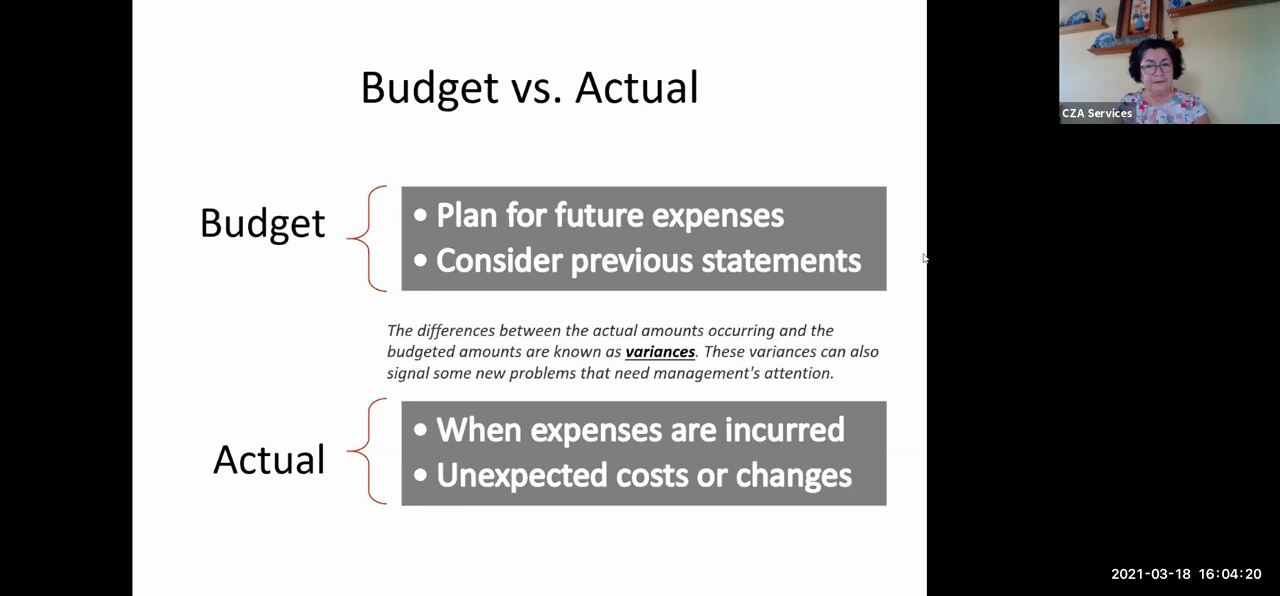 Budget vs. Actual
CZA Services
Budget
• Plan for future expenses
• Consider previous statements
The differences between the actual amounts occurring and the
budgeted amounts are known as variances. These variances can also
signal some new problems that need management's attention.
Actual
• When expenses are incurred
• Unexpected costs or changes
2021-03-18 16:04:20